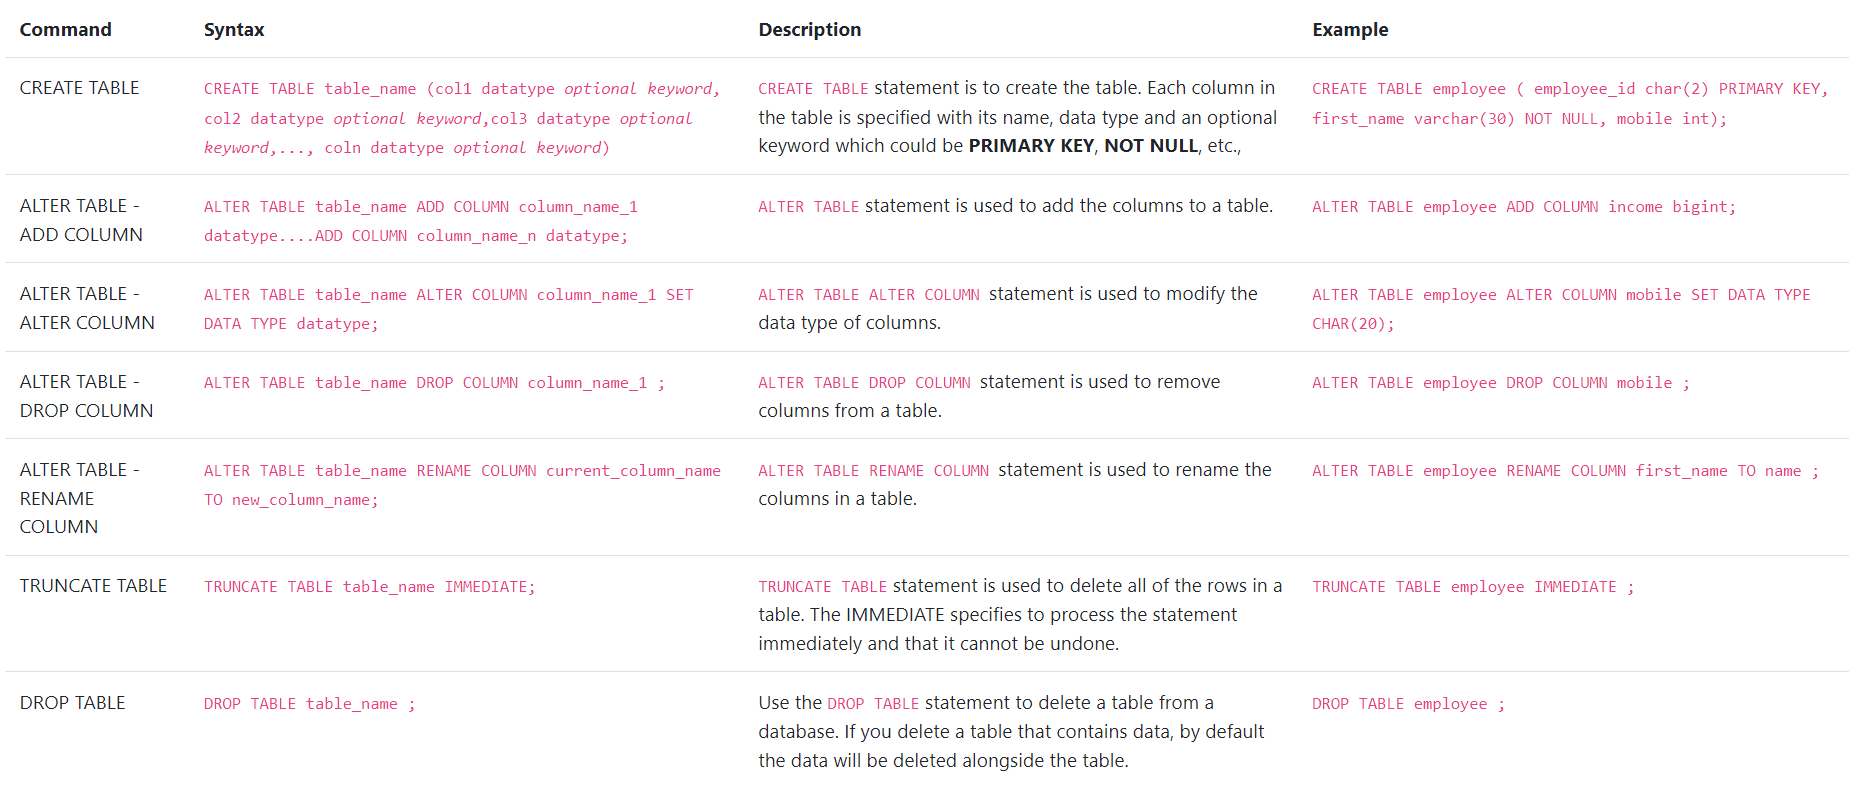 Command Syntax Description Example
CREATE TABLE
CREATE TABLE table_name (col1 datatype optional keyword,
col2 datatype optional keyword,col3 datatype optional
keyword,..., coln datatype optional keyword)
CREATE TABLE statement is to create the table. Each column in
the table is specified with its name, data type and an optional
keyword which could be PRIMARY KEY, NOT NULL, etc.,
CREATE TABLE employee ( employee_id char(2) PRIMARY KEY,
first_name varchar(30) NOT NULL, mobile int);
ALTER TABLE -
ADD COLUMN
ALTER TABLE table_name ADD COLUMN column_name_1
datatype....ADD COLUMN column_name_n datatype;
ALTER TABLE statement is used to add the columns to a table.
ALTER TABLE employee ADD COLUMN income bigint;
ALTER TABLE -
ALTER COLUMN
ALTER TABLE table_name ALTER COLUMN column_name_1 SET
DATA TYPE datatype;
ALTER TABLE ALTER COLUMN statement is used to modify the
data type of columns.
ALTER TABLE employee ALTER COLUMN mobile SET DATA TYPE
CHAR(20);
ALTER TABLE -
DROP COLUMN
ALTER TABLE table_name DROP COLUMN column_name_1 ;
ALTER TABLE DROP COLUMN statement is used to remove
columns from a table.
ALTER TABLE employee DROP COLUMN mobile ;
ALTER TABLE -
RENAME
COLUMN
ALTER TABLE table_name RENAME COLUMN current_column_name
TO new_column_name;
ALTER TABLE RENAME COLUMN statement is used to rename the
columns in a table.
ALTER TABLE employee RENAME COLUMN first_name TO name ;
TRUNCATE TABLE
TRUNCATE TABLE table_name IMMEDIATE;
TRUNCATE TABLE statement is used to delete all of the rows in a
table. The IMMEDIATE specifies to process the statement
immediately and that it cannot be undone.
TRUNCATE TABLE employee IMMEDIATE ;
DROP TABLE
DROP TABLE table_name ;
Use the DROP TABLE statement to delete a table from a
database. If you delete a table that contains data, by default
the data will be deleted alongside the table.
DROP TABLE employee ;